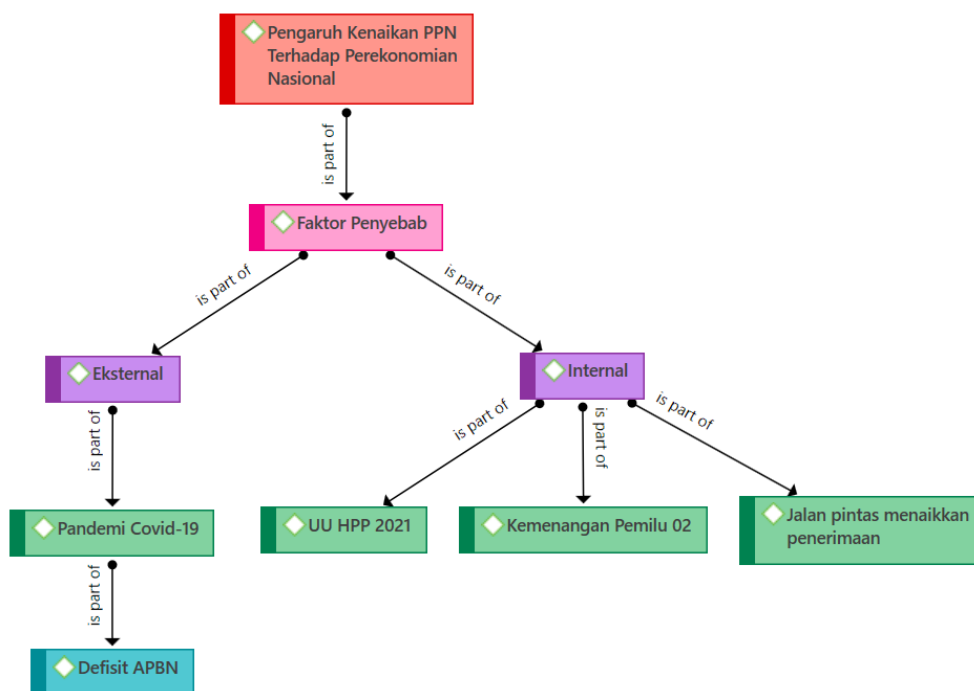 Pengaruh Kenaikan PPN
Terhadap Perekonomian
Nasional
is part of
Faktor Penyebab
is part of
is part of
Eksternal
Internal
is part of
is part of
is part of
is part of
Pandemi Covid-19
UU HPP 2021
Kemenangan Pemilu 02
Jalan pintas menaikkan
penerimaan
is part of
Defisit APBN